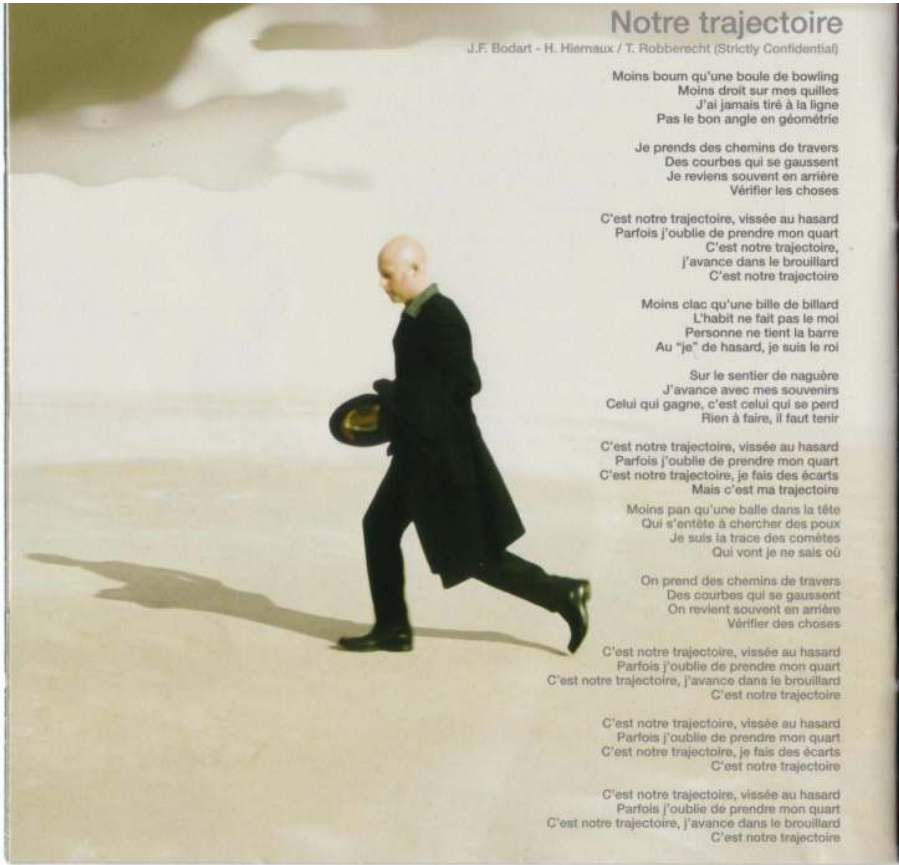 Notre trajectoire
J.F. Bodart - H. Hiernaux / T. Robberecht (Strictly Confidential)
Moins boum qu'une boule de bowling
Moins droit sur mes quilles
J'ai jamais tiré à la ligne
Pas le bon angle en géométrie
Je prends des chemins de travers
Des courbes qui se gaussent
Je reviens souvent en arrière
Vérifier les choses
C'est notre trajectoire, vissée au hasard
Parfois j'oublie de prendre mon quart
C'est notre trajectoire,
j'avance dans le brouillard
C'est notre trajectoire
Moins clac qu'une bille de billard
L'habit ne fait pas le moi
Personne ne tient la barre
Au "je" de hasard, je suis le roi
Sur le sentier de naguère
J'avance avec mes souvenirs
Celui qui gagne, c'est celui qui se perd
Rien à faire, il faut tenir
C'est notre trajectoire, vissée au hasard
Parfois j'oublie de prendre mon quart
C'est notre trajectoire, je fais des écarts
Mais c'est ma trajectoire
Moins pan qu'une balle dans la tête
Qui s'entête à chercher des poux
Je suis la trace des comètes
Qui vont je ne sais où
On prend des chemins de travers
Des courbes qui se gaussent
On revient souvent en arrière
Vérifier des choses
C'est notre trajectoire, vissée au hasard
Parfois j'oublie de prendre mon quart
C'est notre trajectoire, j'avance dans le brouillard
C'est notre trajectoire
C'est notre trajectoire, vissée au hasard
Parfois j'oublie de prendre mon quart
C'est notre trajectoire, je fais des écarts
C'est notre trajectoire
C'est notre trajectoire, vissée au hasard
Parfois j'oublie de prendre mon quart
C'est notre trajectoire, j'avance dans le brouillard
C'est notre trajectoire